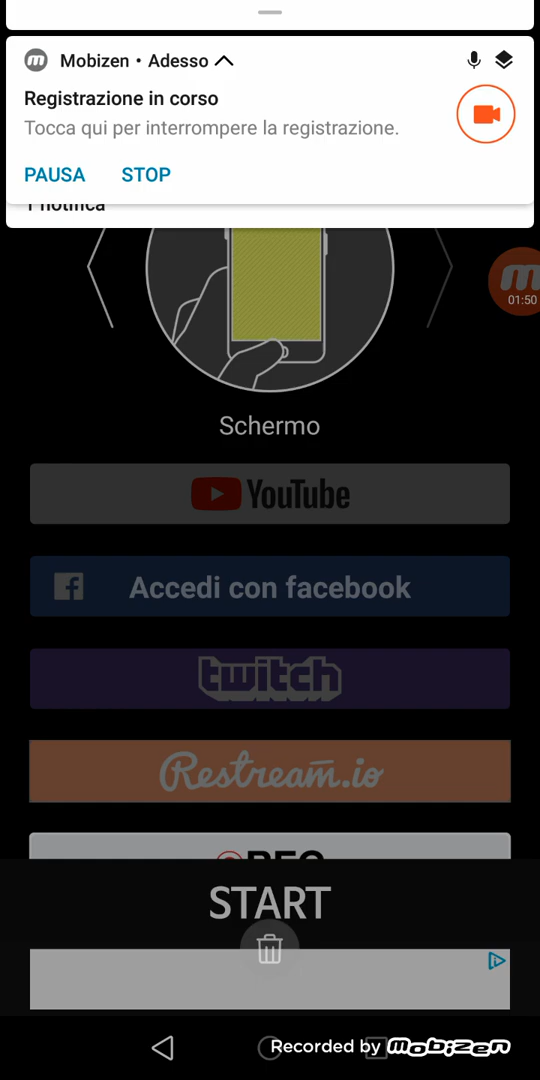 Mobizen • Adesso
Registrazione in corso
Tocca qui per interrompere la registrazione.
PAUSA STOP
1 notifica
01:50
Schermo
YouTube
Accedi con facebook
twitch
Restream.io
REC
START
Recorded by Mobizen